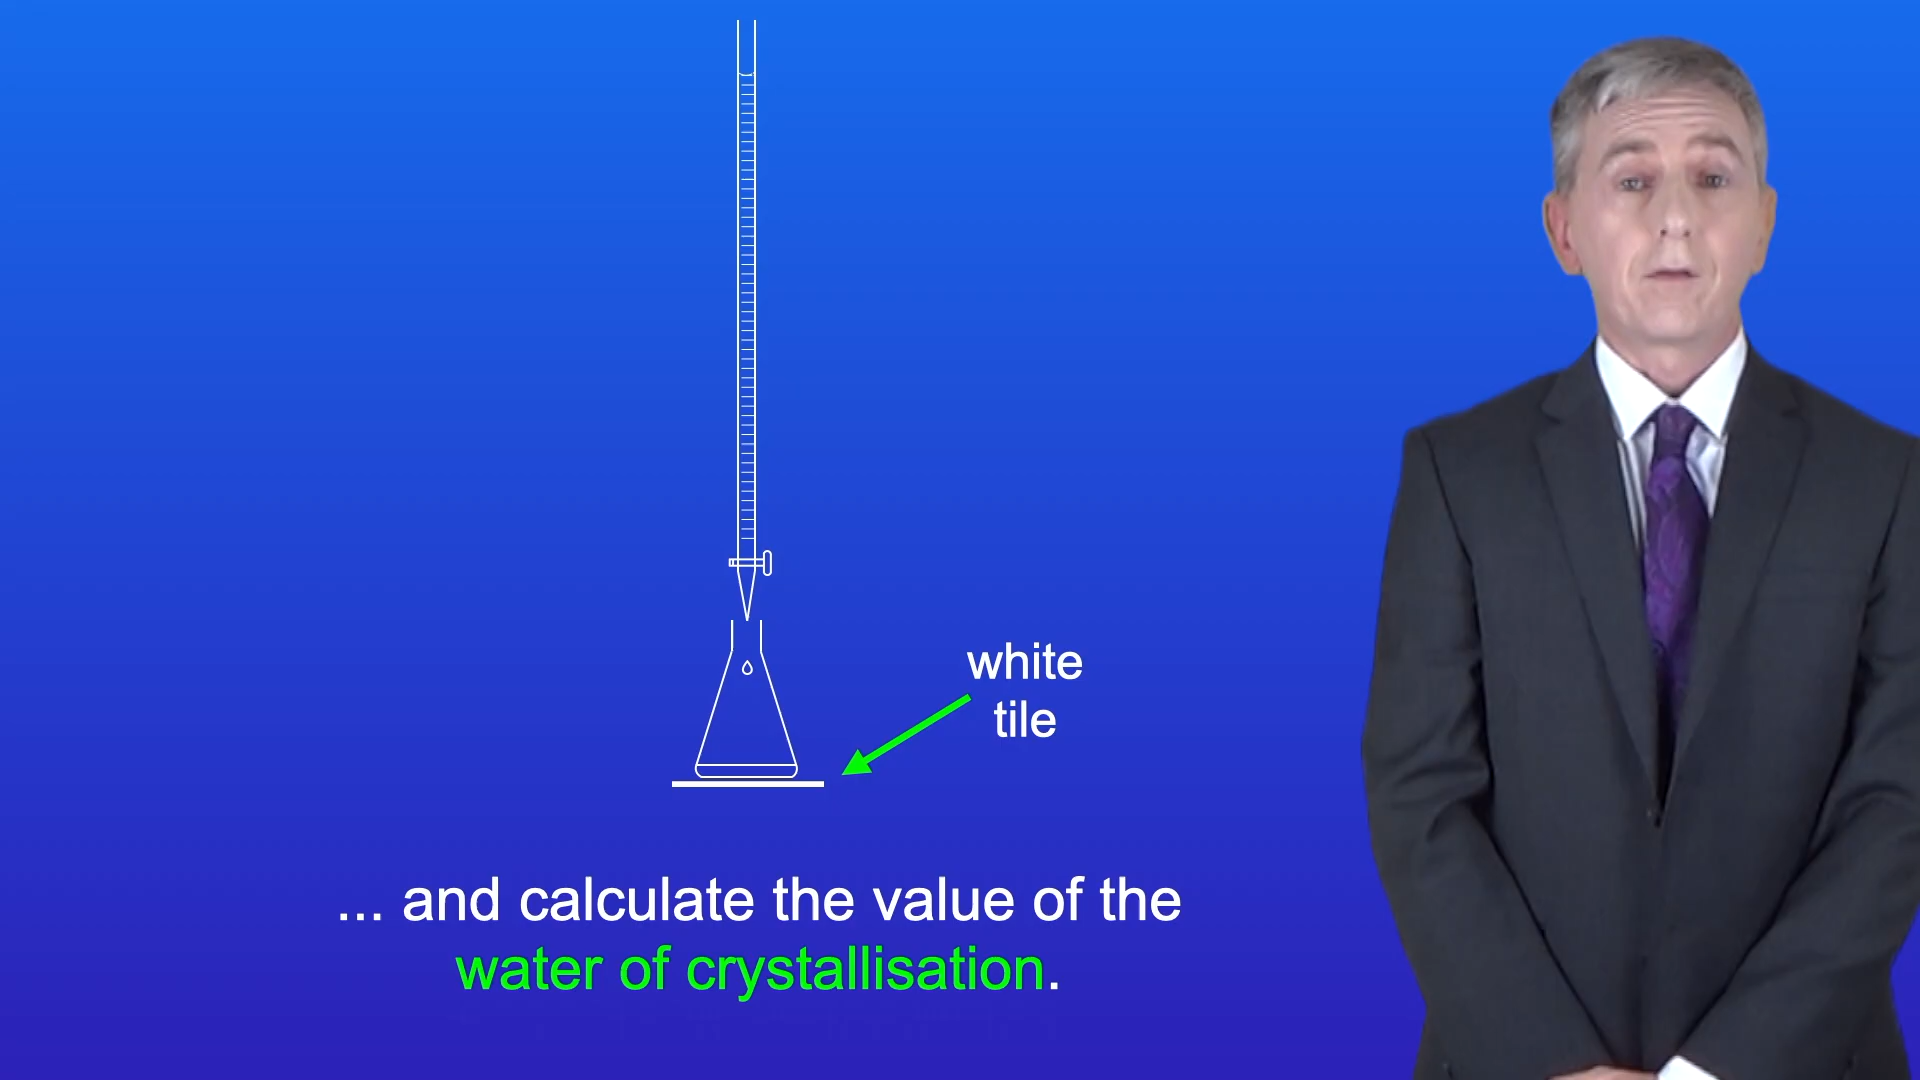 white
tile
... and calculate the value of the
water of crystallisation.